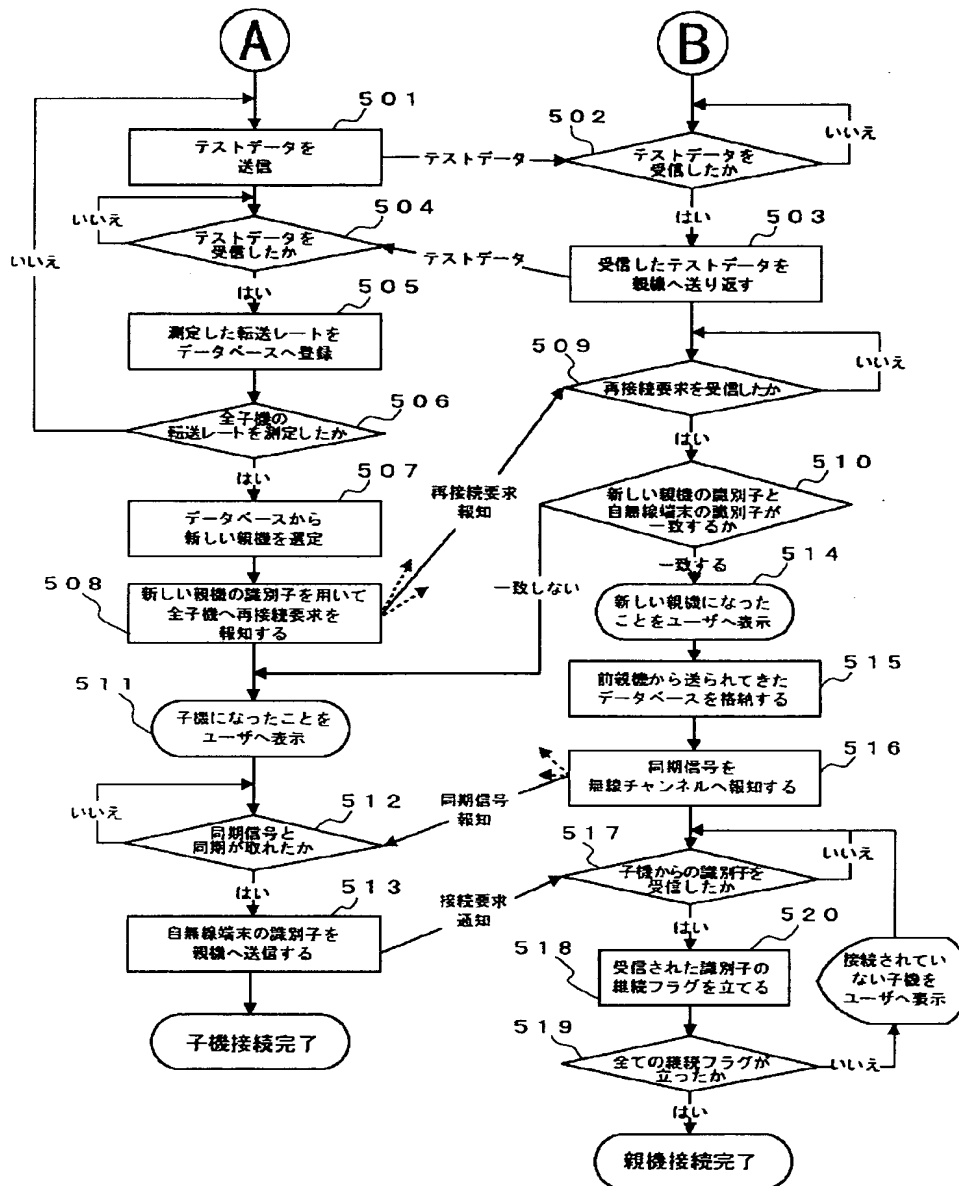 A
B
501
テストデータを
送信
テストデータ
502
テストデータを
受信したか
いいえ
はい
504
いいえ
テストデータを
受信したか
テストデータ
503
受信したテストデータを
親機へ送り返す
いいえ
はい
505
測定した転送レートを
データベースへ登録
509
再接続要求を受信したか
いいえ
はい
506
全子機の
転送レートを測定したか
はい
再接続要求
報知
510
新しい親機の識別子と
自無線端末の識別子が
一致するか
507
データベースから
新しい親機を選定
一致する
一致しない
514
新しい親機になった
ことをユーザへ表示
508
新しい親機の識別子を用いて
全子機へ再接続要求を
報知する
515
前親機から送られてきた
データベースを格納する
511
子機になったことを
ユーザへ表示
516
同期信号を
無線チャンネルへ報知する
同期信号
報知
512
いいえ
同期信号と
同期が取れたか
はい
517
子機からの識別子を
受信したか
いいえ
はい
513
自無線端末の識別子を
親機へ送信する
接続要求
通知
520
518
受信された識別子の
継続フラグを立てる
接続されてい
ない子機を
ユーザへ表示
子機接続完了
519
全ての継続フラグが
立ったか
いいえ
はい
親機接続完了